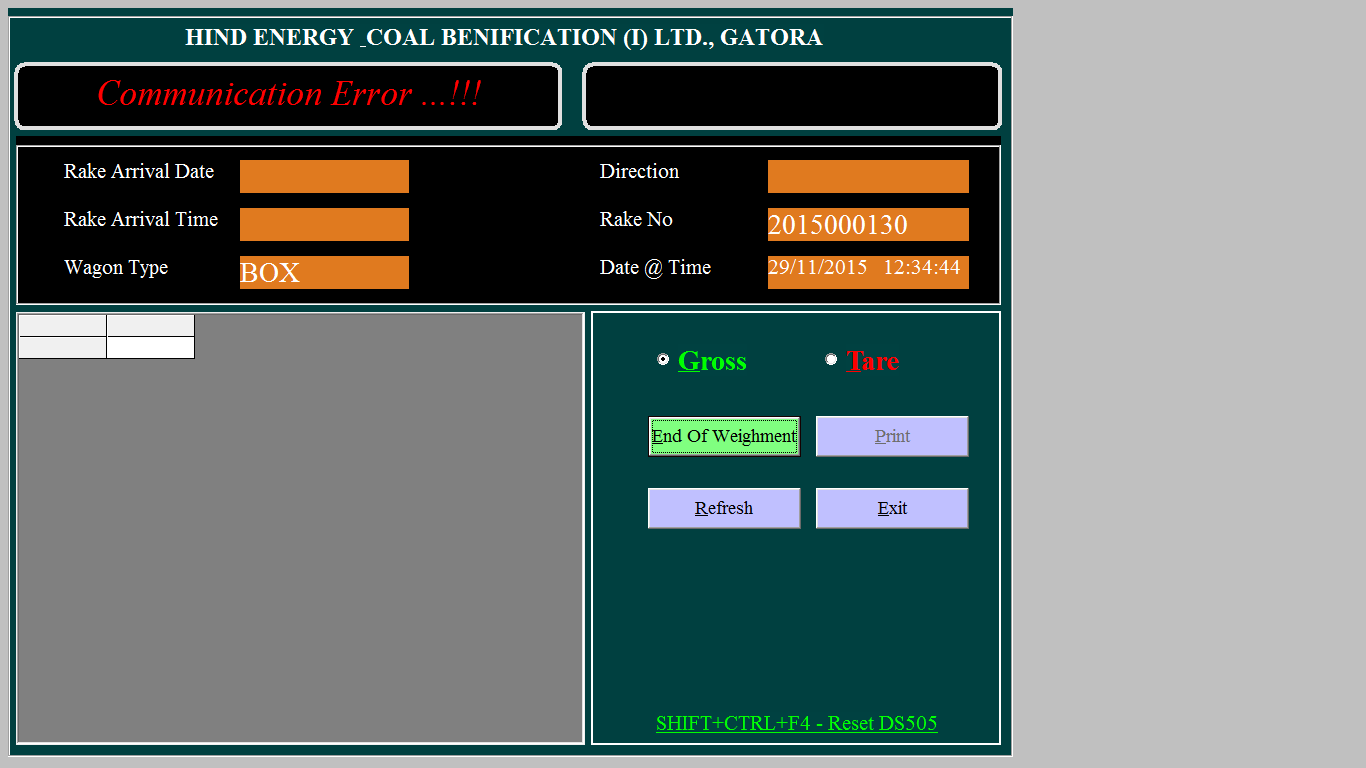 HIND ENERGY _COAL BENIFICATION (I) LTD., GATORA
Communication Error ...!!!
Rake Arrival Date
Direction
Rake Arrival Time
Rake No 2015000130
Wagon Type BOX
Date @ Time 29/11/2015 12:34:44
Gross Tare
End Of Weighment Print
Refresh Exit
SHIFT+CTRL+F4 - Reset DS505